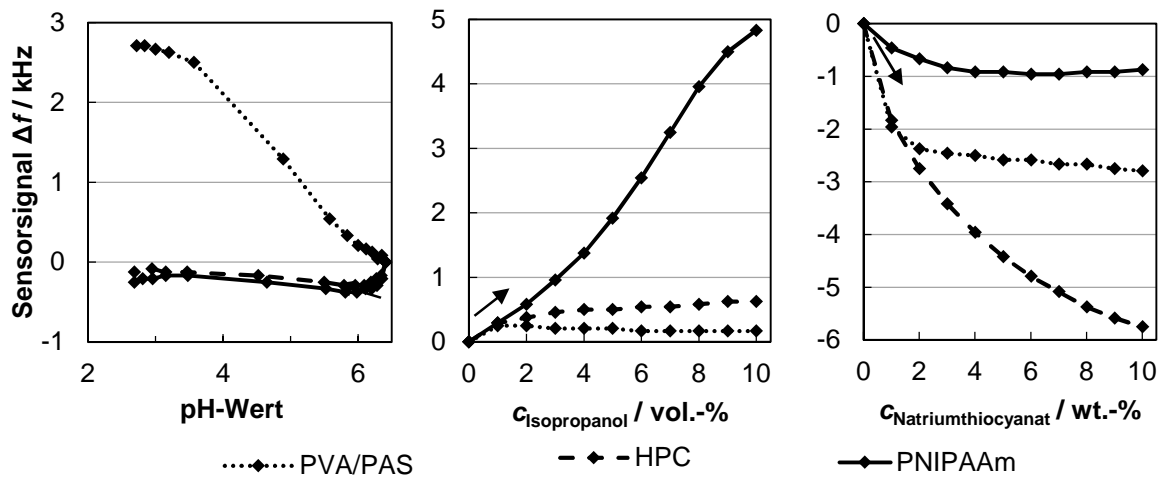 Sensorsignal Δf / kHz
3
2
1
0
-1
2 4 6
pH-Wert
5
4
3
2
1
0
0 2 4 6 8 10
cIsopropanol / vol.-%
0
-1
-2
-3
-4
-5
-6
0 2 4 6 8 10
cNatriumthiocyanat / wt.-%
PVA/PAS HPC PNIPAAm